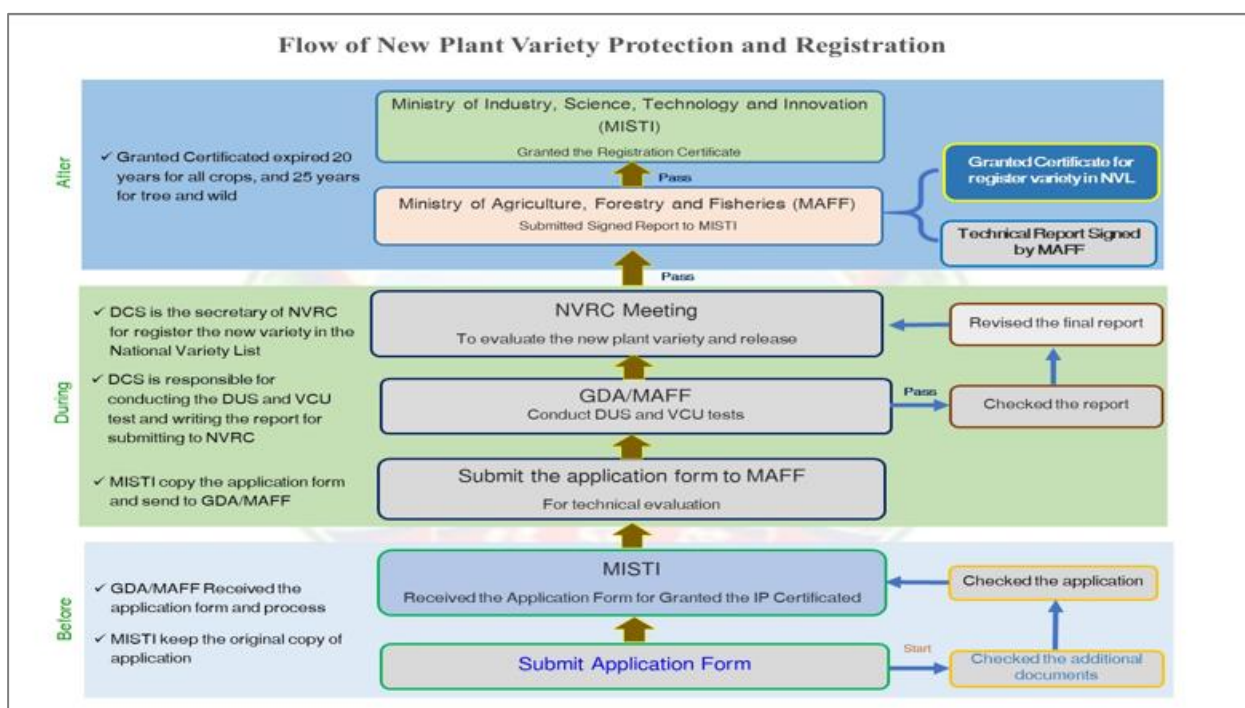 Flow of New Plant Variety Protection and Registration
After
✓ Granted Certificated expired 20
years for all crops, and 25 years
for tree and wild
Ministry of Industry, Science, Technology and Innovation
(MISTI)
Granted the Registration Certificate
Pass
Ministry of Agriculture, Forestry and Fisheries (MAFF)
Submitted Signed Report to MISTI
Granted Certificate for
register variety in NVL
Technical Report Signed
by MAFF
Pass
During
✓ DCS is the secretary of NVRC
for register the new variety in the
National Variety List
✓ DCS is responsible for
conducting the DUS and VCU
test and writing the report for
submitting to NVRC
✓ MISTI copy the application form
and send to GDA/MAFF
NVRC Meeting
To evaluate the new plant variety and release
Revised the final report
GDA/MAFF
Conduct DUS and VCU tests
Pass
Checked the report
Submit the application form to MAFF
For technical evaluation
Before
✓ GDA/MAFF Received the
application form and process
✓ MISTI keep the original copy of
application
MISTI
Received the Application Form for Granted the IP Certificated
Checked the application
Submit Application Form
Start
Checked the additional
documents